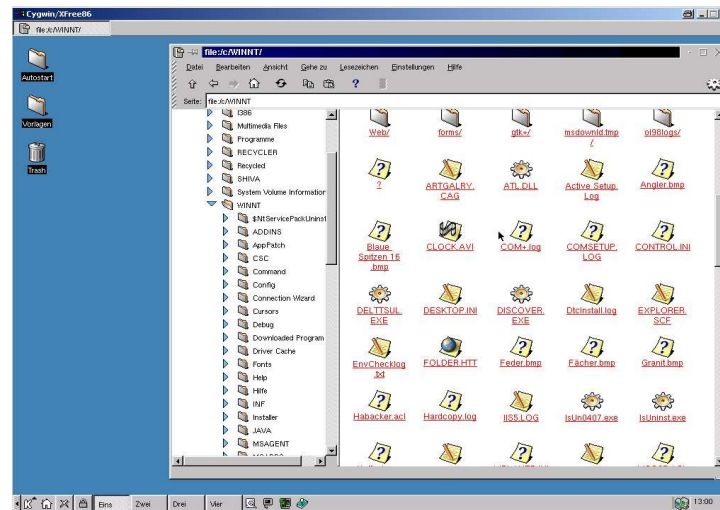 Cygwin/XFree86
file:/c/WINNT/
Autostart
Vorlagen
Trash
file:/c/WINNT/
Datei Bearbeiten Ansicht Gehe zu Lesezeichen Einstellungen Hilfe
Seite: file:/c/WINNT
I386
Multimedia Files
Programme
RECYCLER
Recycled
SHIVA
System Volume Information
WINNT
$NtServicePackUninst
ADDINS
AppPatch
CSC
Command
Config
Connection Wizard
Cursors
Debug
Downloaded Program
Driver Cache
Fonts
Help
Hilfe
INF
Installer
JAVA
MSAGENT
Web/ forms/ gtk+/ msdownld.tmp
/
ol98logs/
? ARTGALRY.
CAG
ATL.DLL Active Setup.
Log
Angler.bmp
Blaue
Spitzen 16
.bmp
CLOCK.AVI COM+.log COMSETUP.
LOG
CONTROL.INI
DELTTSUL.
EXE
DESKTOP.INI DISCOVER.
EXE
DtcInstall.log EXPLORER.
SCF
EnvChecklog
.txt
FOLDER.HTT Feder.bmp Fächer.bmp Granit.bmp
Habacker.acl Hardcopy.log IIS5.LOG IsUn0407.exe IsUninst.exe
Eins Zwei Drei Vier 13:00